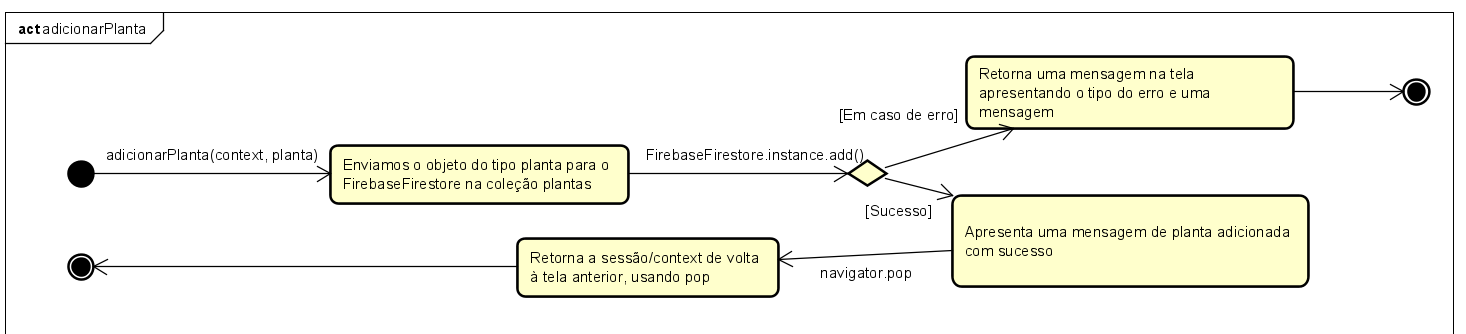 act adicionarPlanta
Retorna uma mensagem na tela
apresentando o tipo do erro e uma
mensagem
[Em caso de erro]
adicionarPlanta(context, planta)
Enviamos o objeto do tipo planta para o
FirebaseFirestore na coleção plantas
FirebaseFirestore.instance.add()
[Sucesso]
Apresenta uma mensagem de planta adicionada
com sucesso
navigator.pop
Retorna a sessão/context de volta
à tela anterior, usando pop